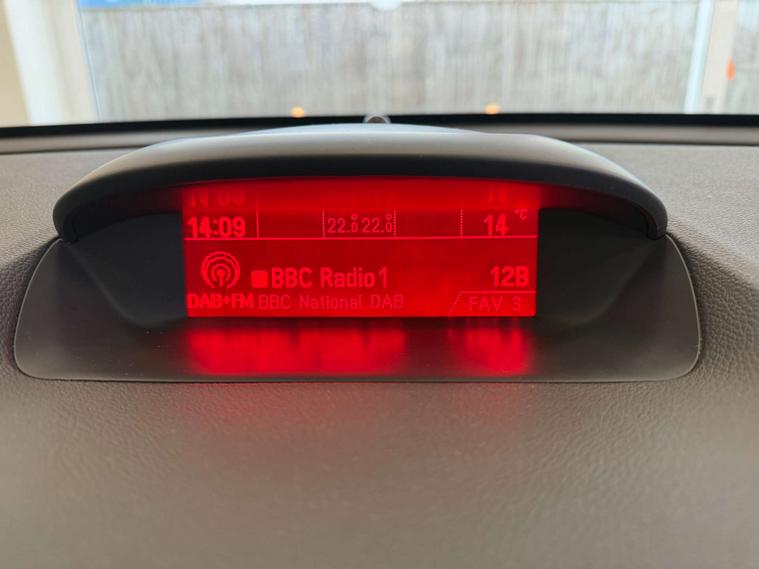 14:09 22.0° 22.0° 14 °C
BBC Radio 1 12B
DAB+FM BBC National DAB FAV 3